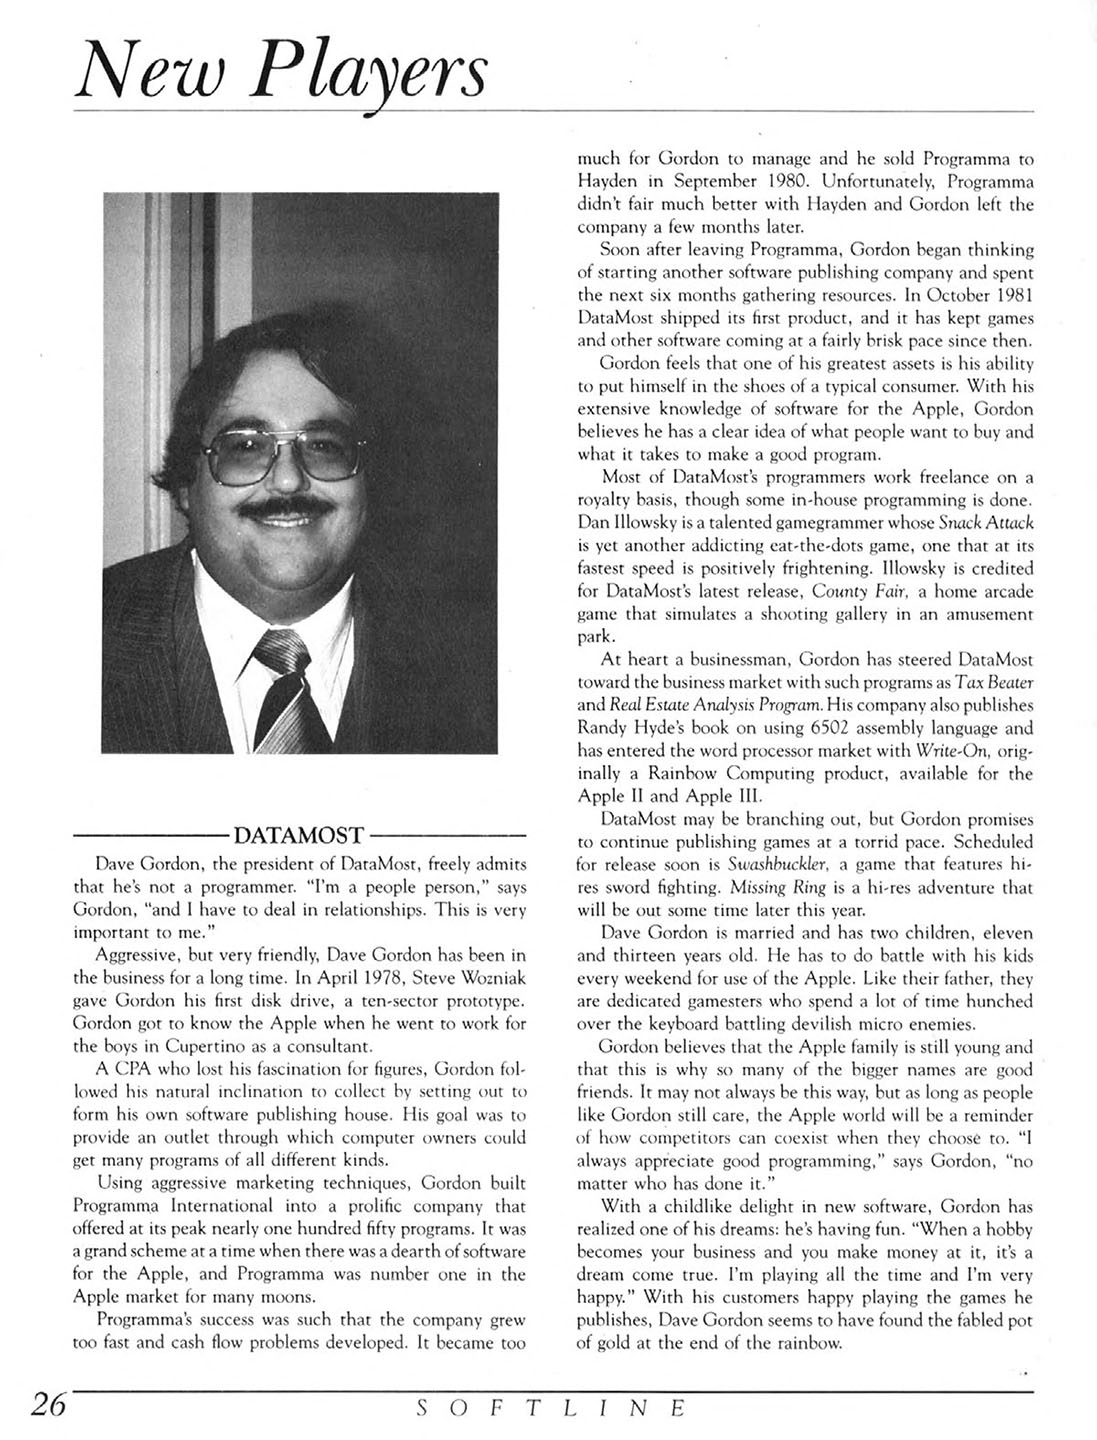 New Players
DATAMOST
Dave Gordon, the president of DataMost, freely admits
that he's not a programmer. "I'm a people person," says
Gordon, "and I have to deal in relationships. This is very
important to me."
Aggressive, but very friendly, Dave Gordon has been in
the business for a long time. In April 1978, Steve Wozniak
gave Gordon his first disk drive, a ten-sector prototype.
Gordon got to know the Apple when he went to work for
the boys in Cupertino as a consultant.
A CPA who lost his fascination for figures, Gordon fol-
lowed his natural inclination to collect by setting out to
form his own software publishing house. His goal was to
provide an outlet through which computer owners could
get many programs of all different kinds.
Using aggressive marketing techniques, Gordon built
Programma International into a prolific company that
offered at its peak nearly one hundred fifty programs. It was
a grand scheme at a time when there was a dearth of software
for the Apple, and Programma was number one in the
Apple market for many moons.
Programma's success was such that the company grew
too fast and cash flow problems developed. It became too
much for Gordon to manage and he sold Programma to
Hayden in September 1980. Unfortunately, Programma
didn't fair much better with Hayden and Gordon left the
company a few months later.
Soon after leaving Programma, Gordon began thinking
of starting another software publishing company and spent
the next six months gathering resources. In October 1981
DataMost shipped its first product, and it has kept games
and other software coming at a fairly brisk pace since then.
Gordon feels that one of his greatest assets is his ability
to put himself in the shoes of a typical consumer. With his
extensive knowledge of software for the Apple, Gordon
believes he has a clear idea of what people want to buy and
what it takes to make a good program.
Most of DataMost's programmers work freelance on a
royalty basis, though some in-house programming is done.
Dan Illowsky is a talented gamegrammer whose Snack Attack
is yet another addicting eat-the-dots game, one that at its
fastest speed is positively frightening. Illowsky is credited
for DataMost's latest release, County Fair, a home arcade
game that simulates a shooting gallery in an amusement
park.
At heart a businessman, Gordon has steered DataMost
toward the business market with such programs as Tax Beater
and Real Estate Analysis Program. His company also publishes
Randy Hyde's book on using 6502 assembly language and
has entered the word processor market with Write-On, orig-
inally a Rainbow Computing product, available for the
Apple II and Apple III.
DataMost may be branching out, but Gordon promises
to continue publishing games at a torrid pace. Scheduled
for release soon is Swashbuckler, a game that features hi-
res sword fighting. Missing Ring is a hi-res adventure that
will be out some time later this year.
Dave Gordon is married and has two children, eleven
and thirteen years old. He has to do battle with his kids
every weekend for use of the Apple. Like their father, they
are dedicated gamesters who spend a lot of time hunched
over the keyboard battling devilish micro enemies.
Gordon believes that the Apple family is still young and
that this is why so many of the bigger names are good
friends. It may not always be this way, but as long as people
like Gordon still care, the Apple world will be a reminder
of how competitors can coexist when they choose to. "I
always appreciate good programming," says Gordon, "no
matter who has done it."
With a childlike delight in new software, Gordon has
realized one of his dreams: he's having fun. "When a hobby
becomes your business and you make money at it, it's a
dream come true. I'm playing all the time and I'm very
happy." With his customers happy playing the games he
publishes, Dave Gordon seems to have found the fabled pot
of gold at the end of the rainbow.
26
SOFTLINE